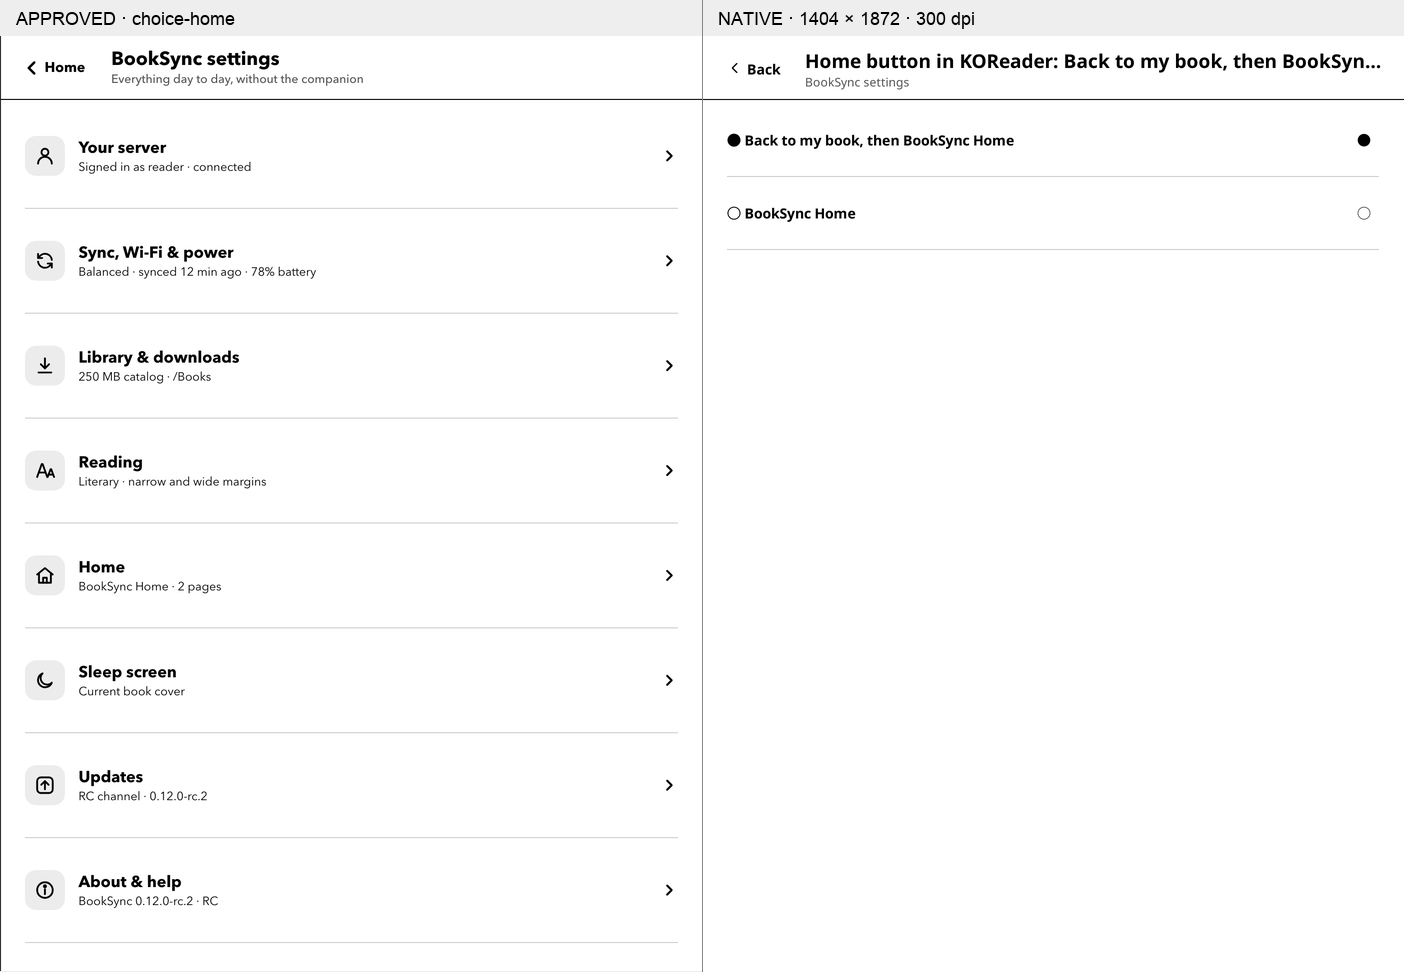 APPROVED · choice-home
Home
BookSync settings
Everything day to day, without the companion
Your server
Signed in as reader · connected
Sync, Wi-Fi & power
Balanced · synced 12 min ago · 78% battery
Library & downloads
250 MB catalog · /Books
Reading
Literary · narrow and wide margins
Home
BookSync Home · 2 pages
Sleep screen
Current book cover
Updates
RC channel · 0.12.0-rc.2
About & help
BookSync 0.12.0-rc.2 · RC
NATIVE · 1404 × 1872 · 300 dpi
Back
Home button in KOReader: Back to my book, then BookSyn...
BookSync settings
Back to my book, then BookSync Home
BookSync Home